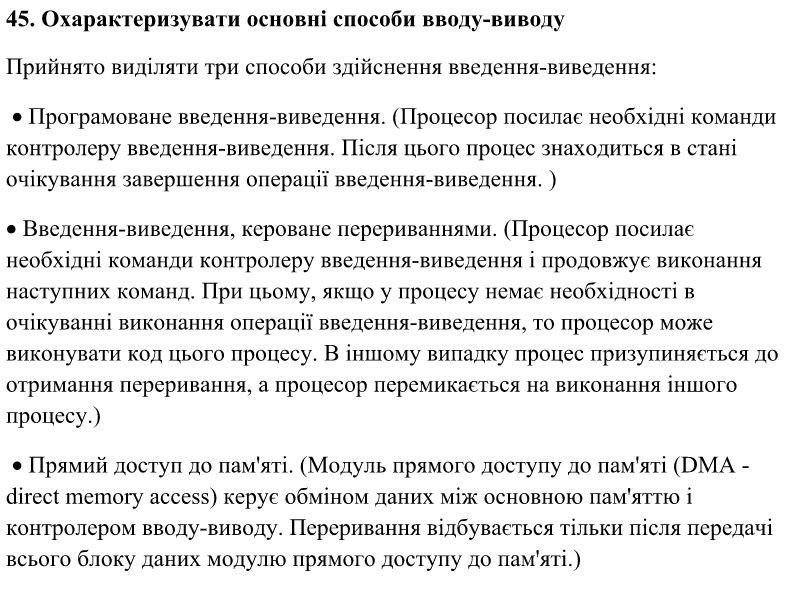 45. Охарактеризувати основні способи вводу-виводу
Прийнято виділяти три способи здійснення введення-виведення:
• Програмоване введення-виведення. (Процесор посилає необхідні команди
контролеру введення-виведення. Після цього процес знаходиться в стані
очікування завершення операції введення-виведення. )
• Введення-виведення, кероване перериваннями. (Процесор посилає
необхідні команди контролеру введення-виведення і продовжує виконання
наступних команд. При цьому, якщо у процесу немає необхідності в
очікуванні виконання операції введення-виведення, то процесор може
виконувати код цього процесу. В іншому випадку процес призупиняється до
отримання переривання, а процесор перемикається на виконання іншого
процесу.)
• Прямий доступ до пам'яті. (Модуль прямого доступу до пам'яті (DMA -
direct memory access) керує обміном даних між основною пам'яттю і
контролером вводу-виводу. Переривання відбувається тільки після передачі
всього блоку даних модулю прямого доступу до пам'яті.)